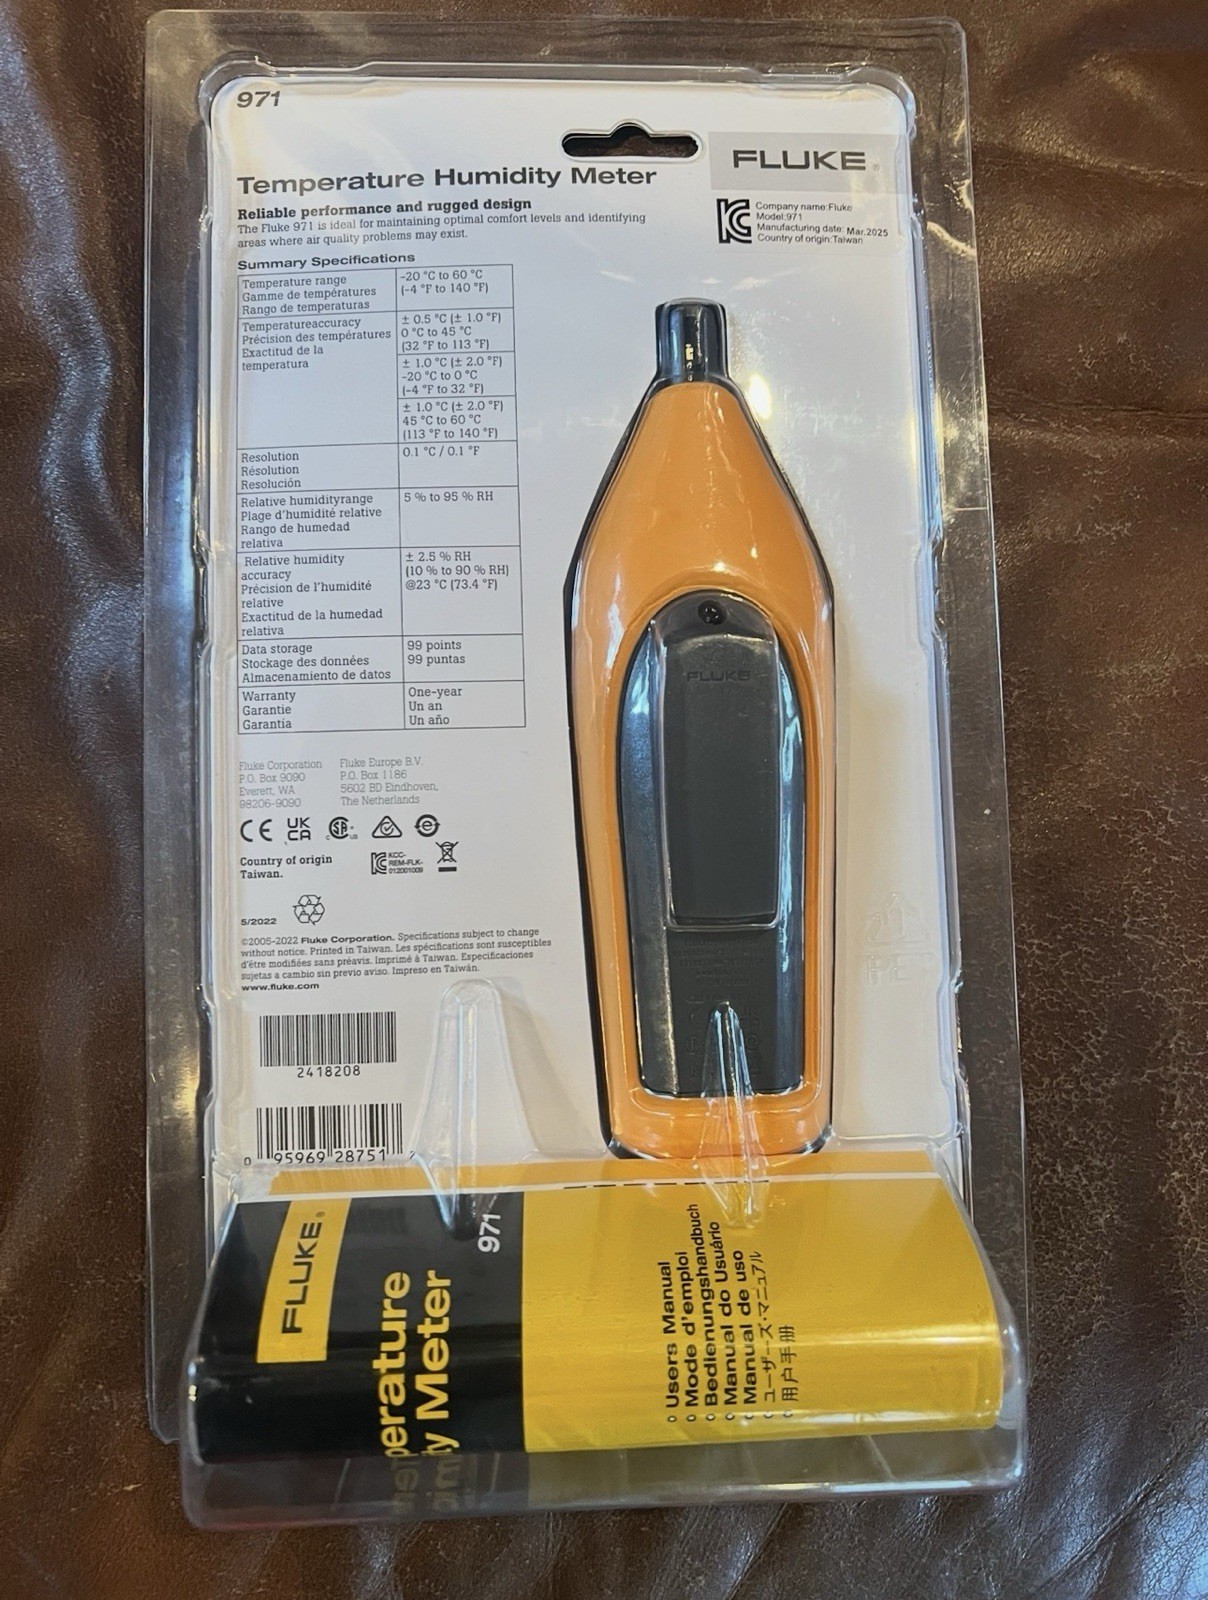 971
FLUKE®
Temperature Humidity Meter
Reliable performance and rugged design
The Fluke 971 is ideal for maintaining optimal comfort levels and identifying
areas where air quality problems may exist.
Company name:Fluke
Model:971
Manufacturing date: Mar.2025
Country of origin:Taiwan
Summary Specifications
Temperature range
Gamme de températures
Rango de temperaturas
-20 °C to 60 °C
(-4 °F to 140 °F)
Temperatureaccuracy
Précision des températures
Exactitud de la
temperatura
± 0.5 °C (± 1.0 °F)
0 °C to 45 °C
(32 °F to 113 °F)
± 1.0 °C (± 2.0 °F)
-20 °C to 0 °C
(-4 °F to 32 °F)
± 1.0 °C (± 2.0 °F)
45 °C to 60 °C
(113 °F to 140 °F)
Resolution
Résolution
Resolución
0.1 °C / 0.1 °F
Relative humidityrange
Plage d'humidité relative
Rango de humedad
relativa
5 % to 95 % RH
Relative humidity
accuracy
Précision de l'humidité
relative
Exactitud de la humedad
relativa
± 2.5 % RH
(10 % to 90 % RH)
@23 °C (73.4 °F)
Data storage
Stockage des données
Almacenamiento de datos
99 points
99 puntas
Warranty
Garantie
Garantía
One-year
Un an
Un año
FLUKE
Fluke Corporation
P.O. Box 9090
Everett, WA
98206-9090
Fluke Europe B.V.
P.O. Box 1186
5602 BD Eindhoven,
The Netherlands
CE UK CA C SA US
Country of origin
Taiwan.
KCC-
REM-FLK-
012001009
5/2022
©2005-2022 Fluke Corporation. Specifications subject to change
without notice. Printed in Taiwan. Les spécifications sont susceptibles
d'être modifiées sans préavis. Imprimé à Taiwan. Especificaciones
sujetas a cambio sin previo aviso. Impreso en Taiwán.
www.fluke.com
2418208
0 95969 28751
FLUKE®
971
perature
y Meter
Users Manual
Mode d'emploi
Bedienungshandbuch
Manual do Usuário
Manual de uso
ユーザーズ・マニュアル
用户手册